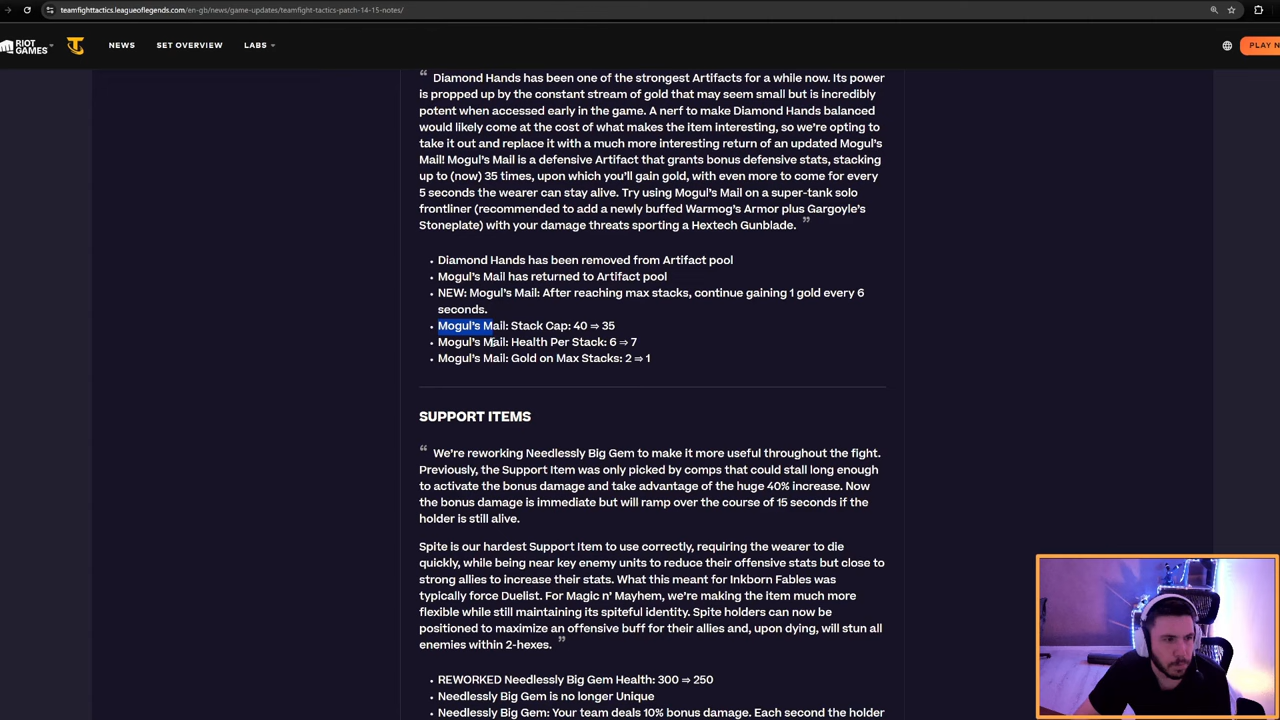 teamfighttactics.leagueoflegends.com/en-gb/news/game-updates/teamfight-tactics-patch-14-15-notes/
RIOT GAMES NEWS SET OVERVIEW LABS PLAY N
“ Diamond Hands has been one of the strongest Artifacts for a while now. Its power
is propped up by the constant stream of gold that may seem small but is incredibly
potent when accessed early in the game. A nerf to make Diamond Hands balanced
would likely come at the cost of what makes the item interesting, so we’re opting to
take it out and replace it with a much more interesting return of an updated Mogul’s
Mail! Mogul’s Mail is a defensive Artifact that grants bonus defensive stats, stacking
up to (now) 35 times, upon which you’ll gain gold, with even more to come for every
5 seconds the wearer can stay alive. Try using Mogul’s Mail on a super-tank solo
frontliner (recommended to add a newly buffed Warmog’s Armor plus Gargoyle’s
Stoneplate) with your damage threats sporting a Hextech Gunblade. ”
• Diamond Hands has been removed from Artifact pool
• Mogul’s Mail has returned to Artifact pool
• NEW: Mogul’s Mail: After reaching max stacks, continue gaining 1 gold every 6
seconds.
• Mogul’s Mail: Stack Cap: 40 ⇒ 35
• Mogul’s Mail: Health Per Stack: 6 ⇒ 7
• Mogul’s Mail: Gold on Max Stacks: 2 ⇒ 1
SUPPORT ITEMS
“ We’re reworking Needlessly Big Gem to make it more useful throughout the fight.
Previously, the Support Item was only picked by comps that could stall long enough
to activate the bonus damage and take advantage of the huge 40% increase. Now
the bonus damage is immediate but will ramp over the course of 15 seconds if the
holder is still alive.
Spite is our hardest Support Item to use correctly, requiring the wearer to die
quickly, while being near key enemy units to reduce their offensive stats but close to
strong allies to increase their stats. What this meant for Inkborn Fables was
typically force Duelist. For Magic n’ Mayhem, we’re making the item much more
flexible while still maintaining its spiteful identity. Spite holders can now be
positioned to maximize an offensive buff for their allies and, upon dying, will stun all
enemies within 2-hexes. ”
• REWORKED Needlessly Big Gem Health: 300 ⇒ 250
• Needlessly Big Gem is no longer Unique
• Needlessly Big Gem: Your team deals 10% bonus damage. Each second the holder